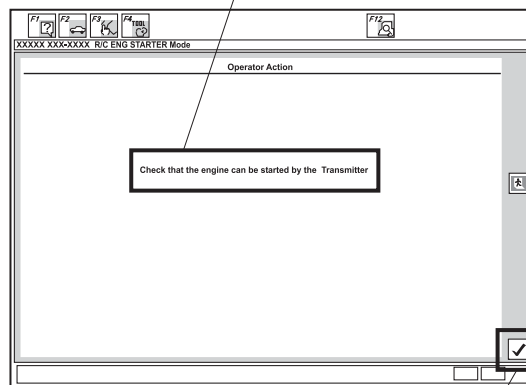 F1 F2 F3 F4 TOOL F12
XXXXX XXX-XXXX R/C ENG STARTER Mode
Operator Action
Check that the engine can be started by the Transmitter